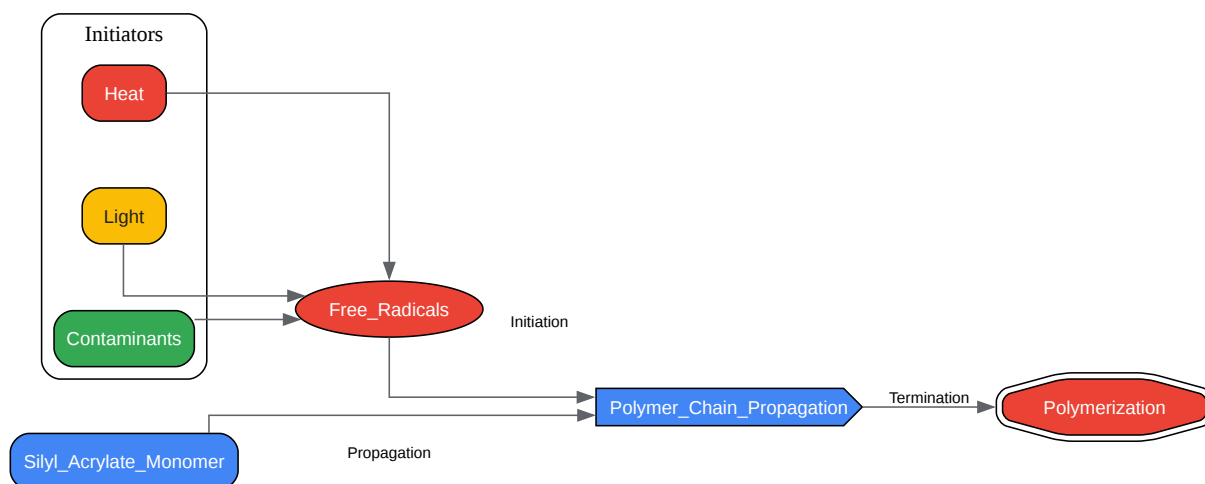 Initiators
Heat
Light
Free_Radicals
Initiation
Contaminants
Polymer_Chain_Propagation
Termination
Polymerization
Propagation
Silyl_Acrylate_Monomer